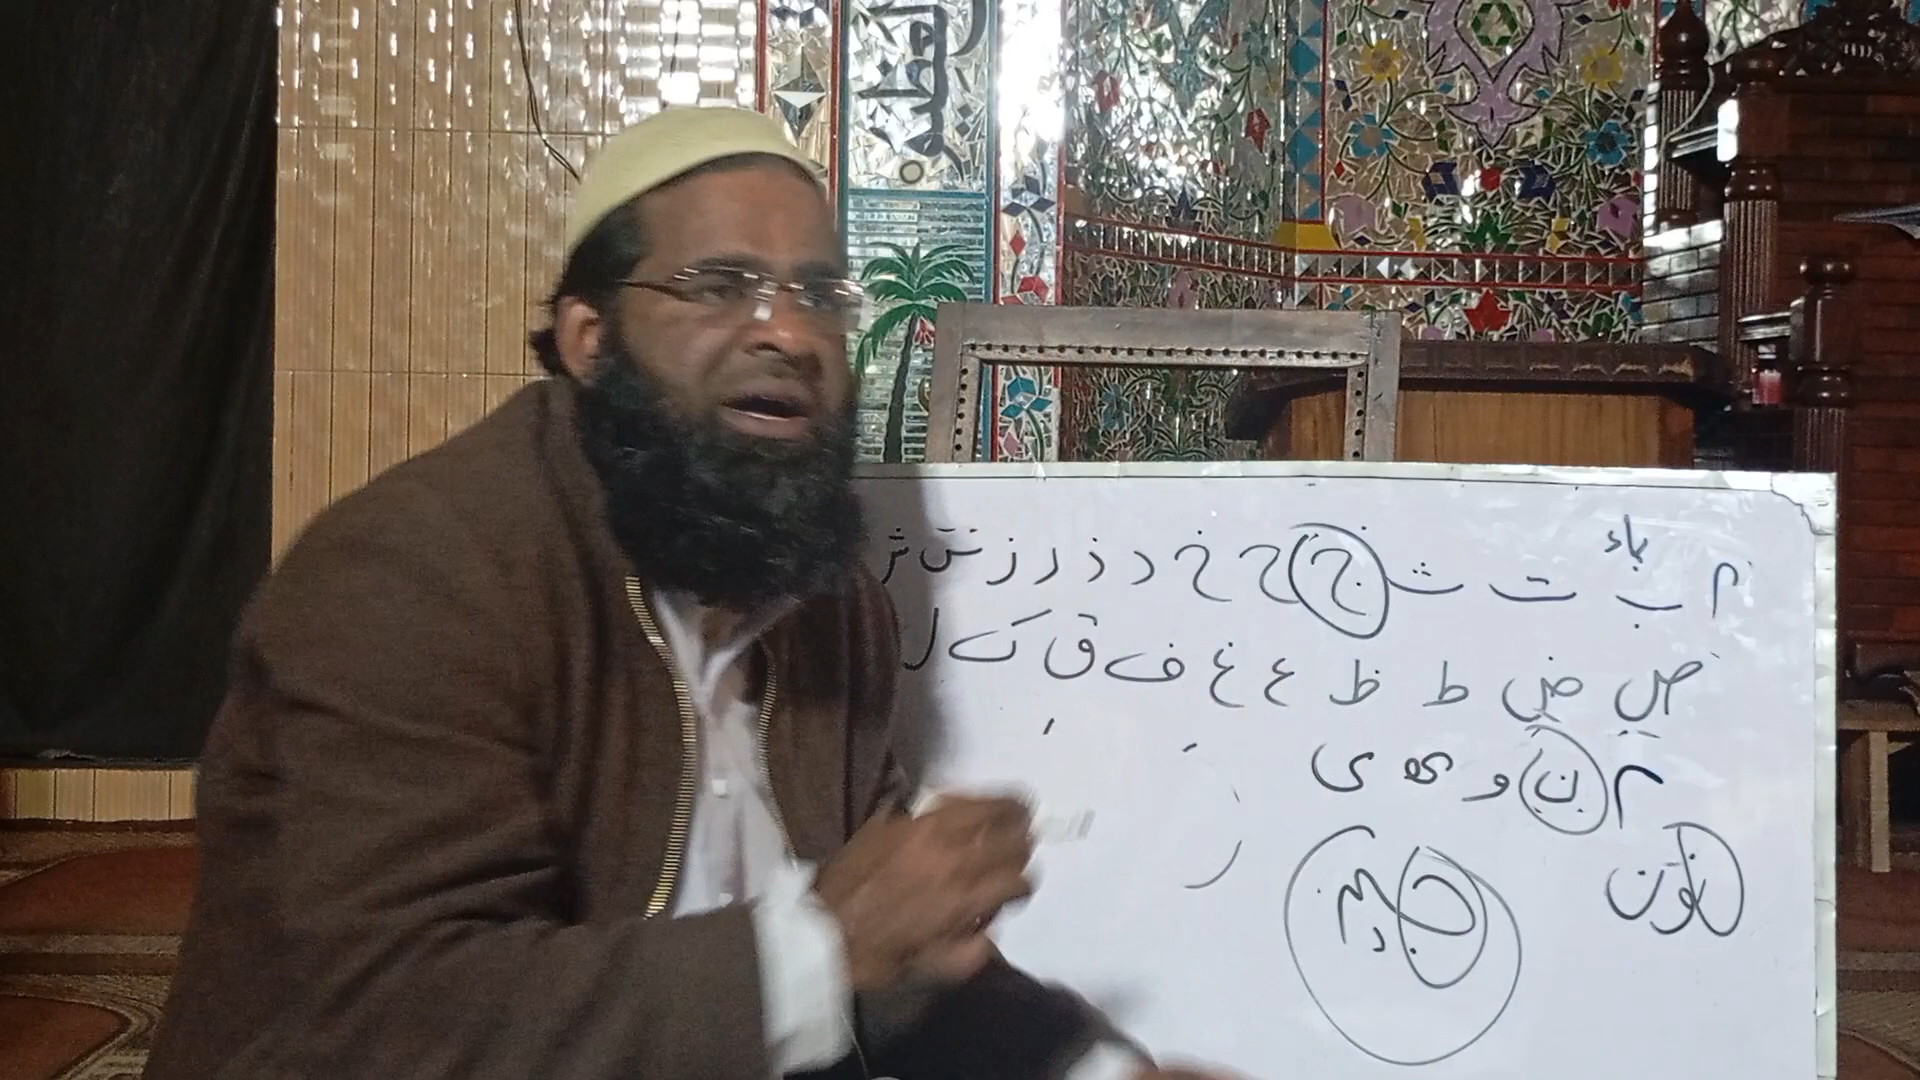 باء
م ب ت ث ج ح خ د ذ ر ز س ش
ص ض ط ظ ع غ ف ق ک ل
م ن و ہ ی
نون